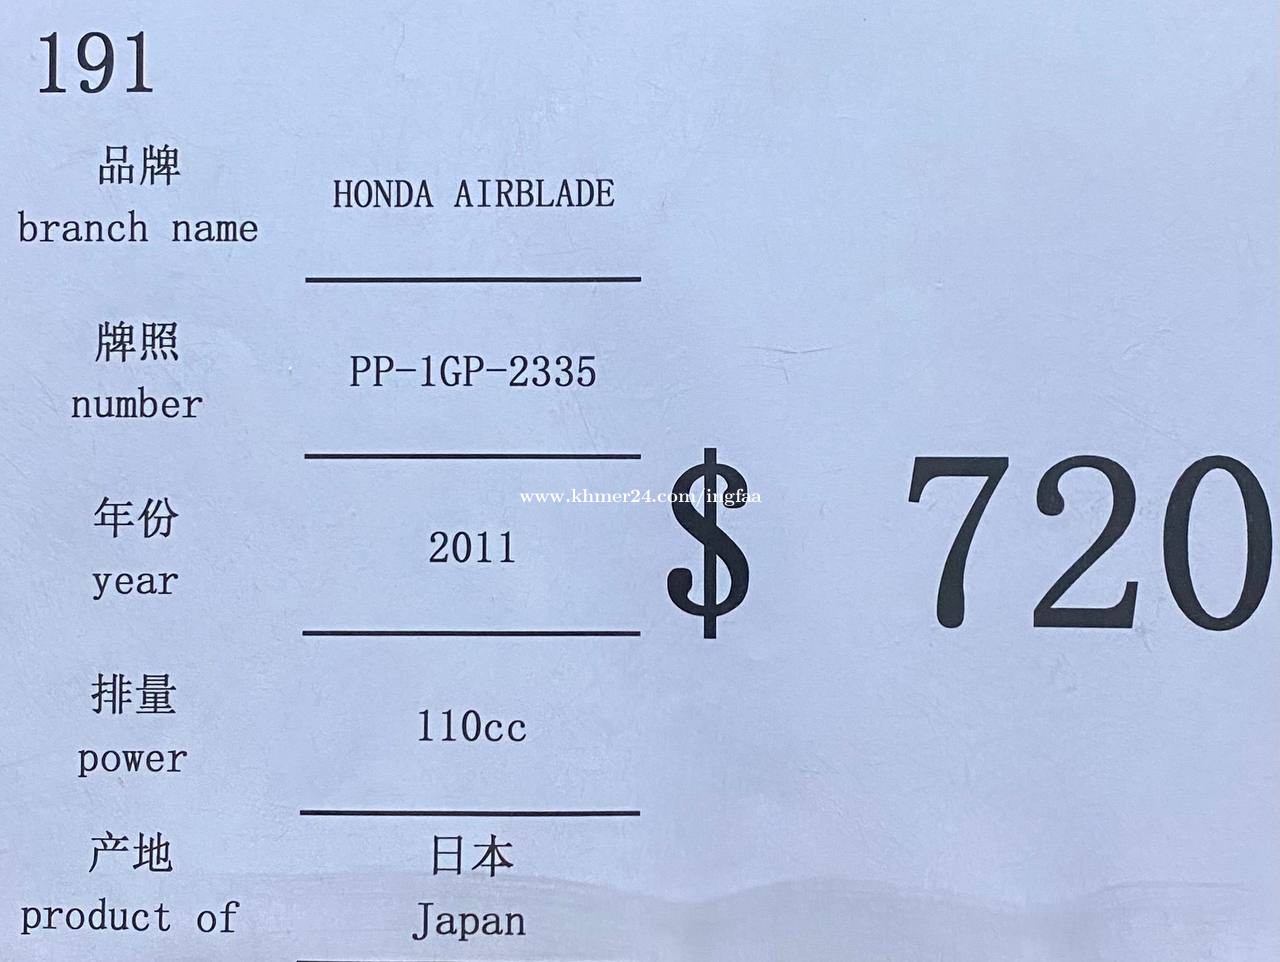 191
品牌
branch name
HONDA AIRBLADE
牌照
number
PP-1GP-2335
年份
year
2011
$ 720
www.khmer24.com/ingfaa
排量
power
110cc
产地
product of
日本
Japan